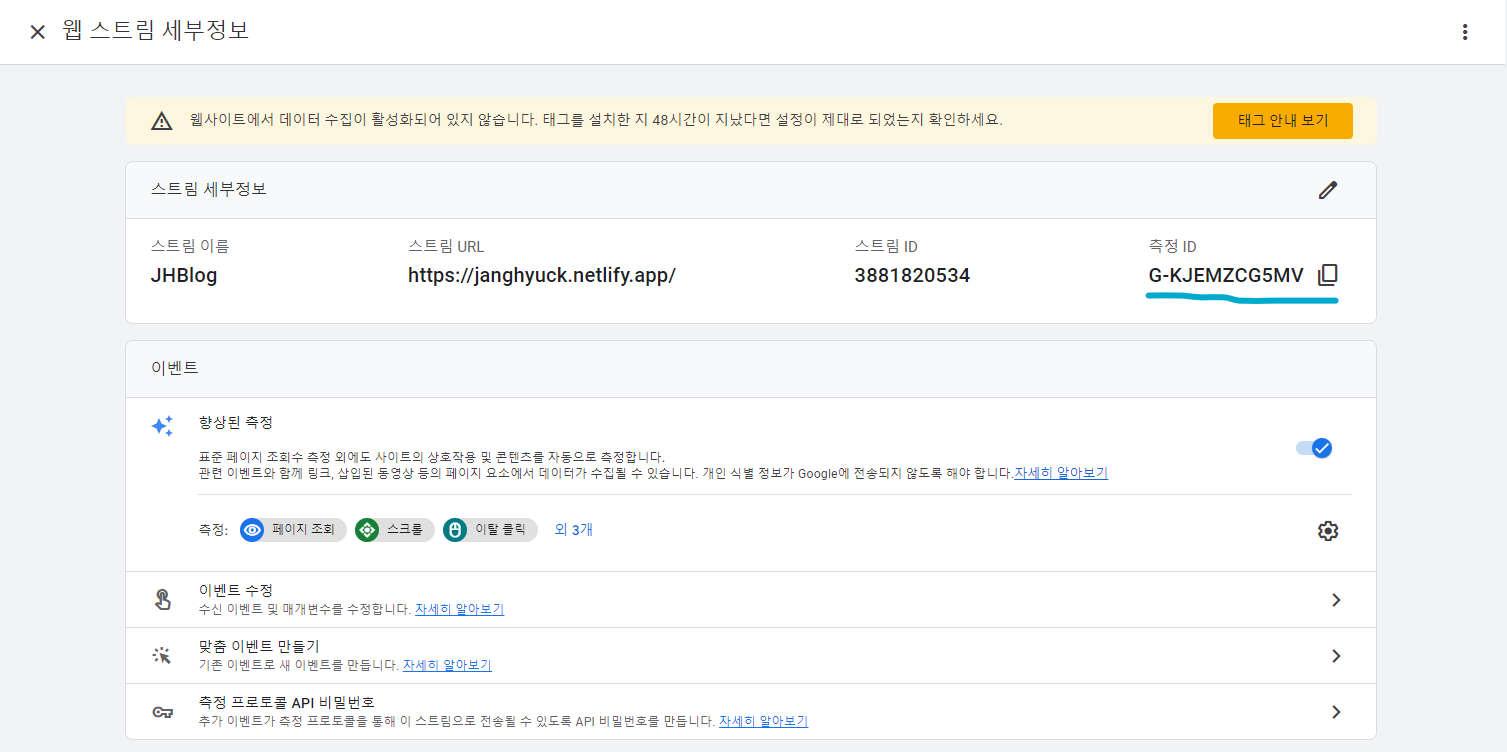 웹 스트림 세부정보
웹사이트에서 데이터 수집이 활성화되어 있지 않습니다. 태그를 설치한 지 48시간이 지났다면 설정이 제대로 되었는지 확인하세요.
태그 안내 보기
스트림 세부정보
스트림 이름
JHBlog
스트림 URL
https://janghyuck.netlify.app/
스트림 ID
3881820534
측정 ID
G-KJEMZCG5MV
이벤트
향상된 측정
표준 페이지 조회수 측정 외에도 사이트의 상호작용 및 콘텐츠를 자동으로 측정합니다.
관련 이벤트와 함께 링크, 삽입된 동영상 등의 페이지 요소에서 데이터가 수집될 수 있습니다. 개인 식별 정보가 Google에 전송되지 않도록 해야 합니다.자세히 알아보기
측정: 페이지 조회 스크롤 이탈 클릭 외 3개
이벤트 수정
수신 이벤트 및 매개변수를 수정합니다. 자세히 알아보기
맞춤 이벤트 만들기
기존 이벤트로 새 이벤트를 만듭니다. 자세히 알아보기
측정 프로토콜 API 비밀번호
추가 이벤트가 측정 프로토콜을 통해 이 스트림으로 전송될 수 있도록 API 비밀번호를 만듭니다. 자세히 알아보기